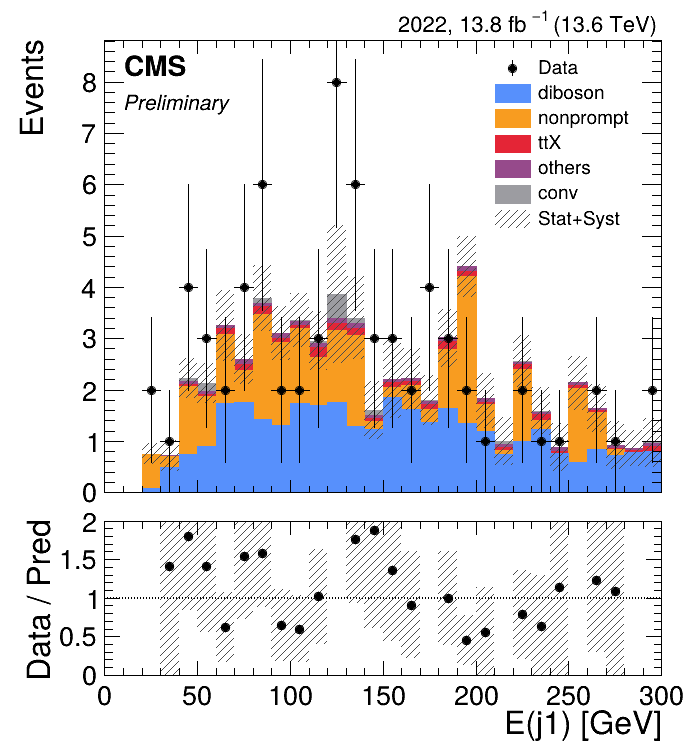 2022, 13.8 fb⁻¹ (13.6 TeV)
Events
CMS
Preliminary
Data
diboson
nonprompt
ttX
others
conv
Stat+Syst
8
7
6
5
4
3
2
1
0
Data / Pred
2
1.5
1
0.5
0
0 50 100 150 200 250 300
E(j1) [GeV]